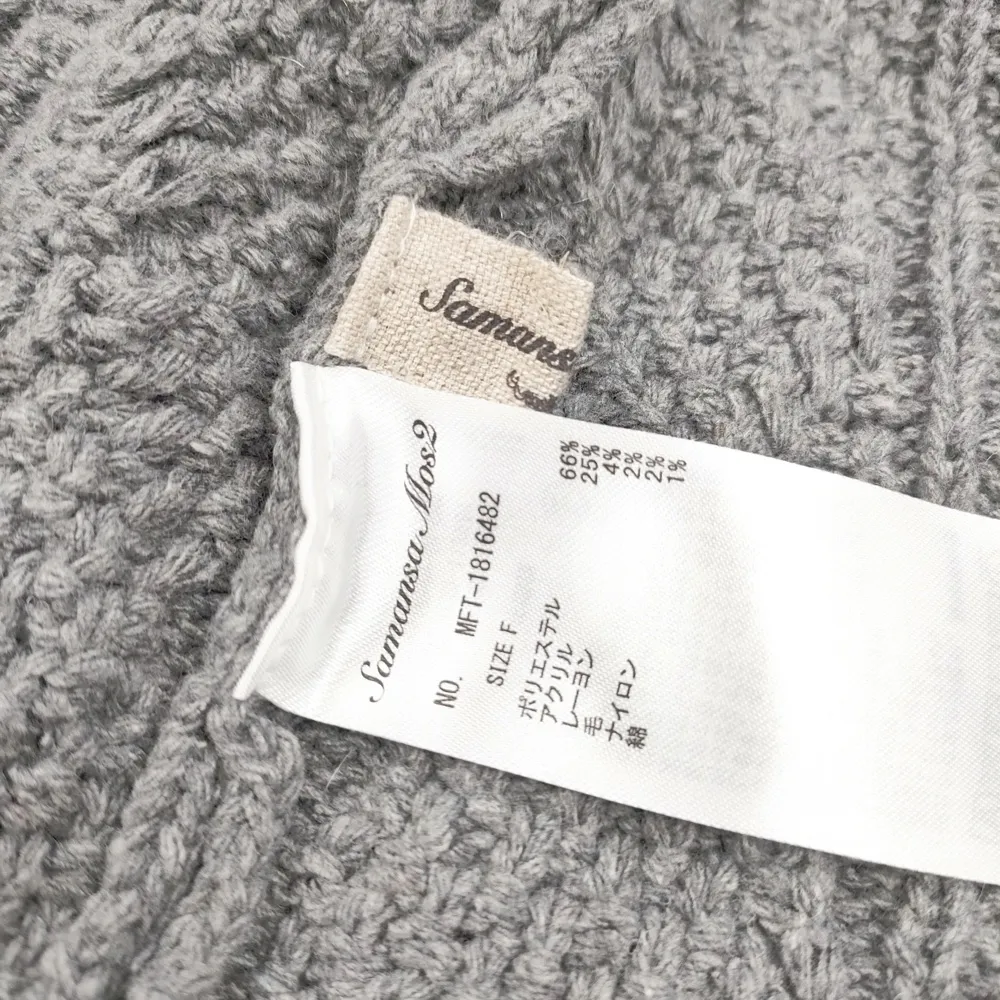 Samansa
Samansa Mos2
NO. MFT-1816482
SIZE F
ポリエステル 66%
アクリル 25%
レーヨン 4%
毛 2%
ナイロン 2%
綿 1%